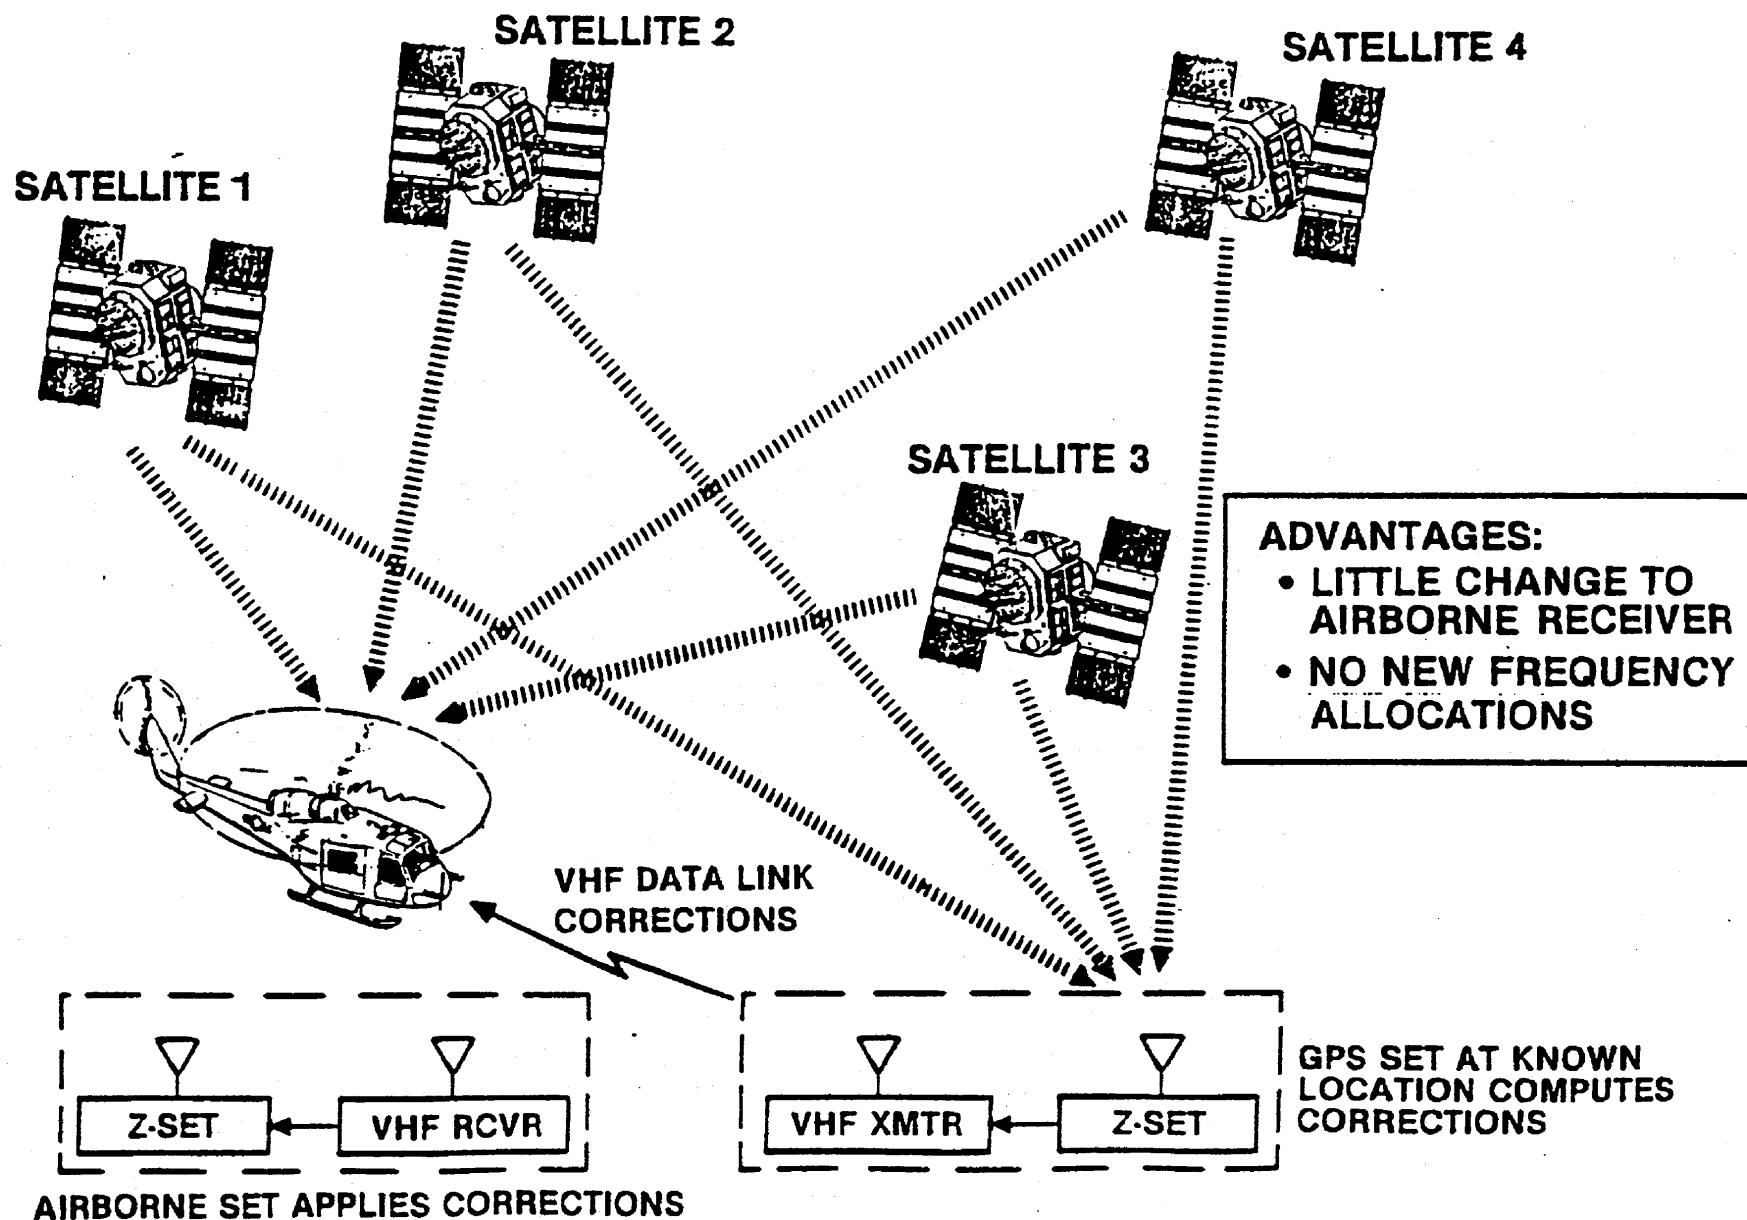 SATELLITE 2
SATELLITE 4
SATELLITE 1
SATELLITE 3
ADVANTAGES:
• LITTLE CHANGE TO
AIRBORNE RECEIVER
• NO NEW FREQUENCY
ALLOCATIONS
VHF DATA LINK
CORRECTIONS
Z-SET
VHF RCVR
VHF XMTR
Z-SET
GPS SET AT KNOWN
LOCATION COMPUTES
CORRECTIONS
AIRBORNE SET APPLIES CORRECTIONS